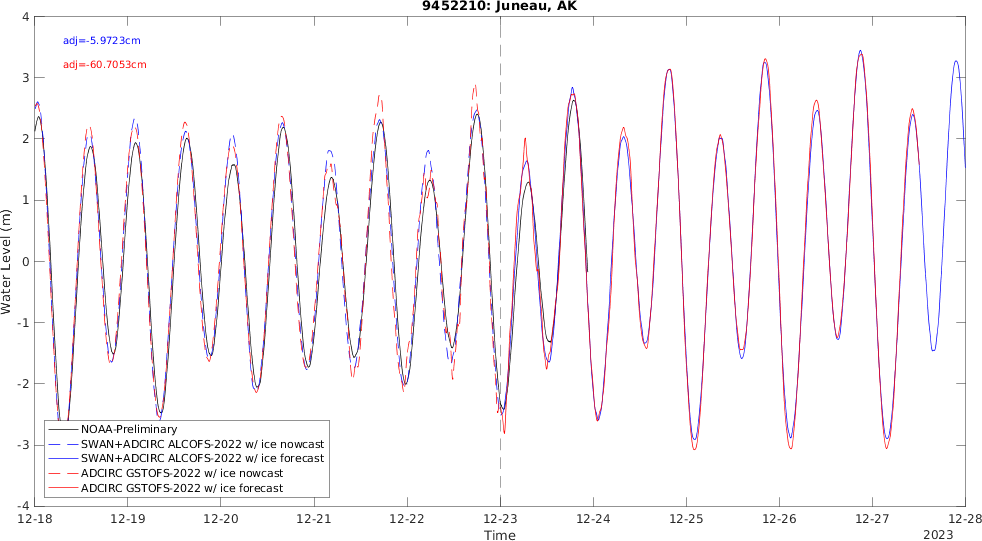 9452210: Juneau, AK
adj=-5.9723cm
adj=-60.7053cm
Water Level (m)
4
3
2
1
0
-1
-2
-3
-4
NOAA-Preliminary
SWAN+ADCIRC ALCOFS-2022 w/ ice nowcast
SWAN+ADCIRC ALCOFS-2022 w/ ice forecast
ADCIRC GSTOFS-2022 w/ ice nowcast
ADCIRC GSTOFS-2022 w/ ice forecast
12-18 12-19 12-20 12-21 12-22 12-23 12-24 12-25 12-26 12-27 12-28
Time
2023